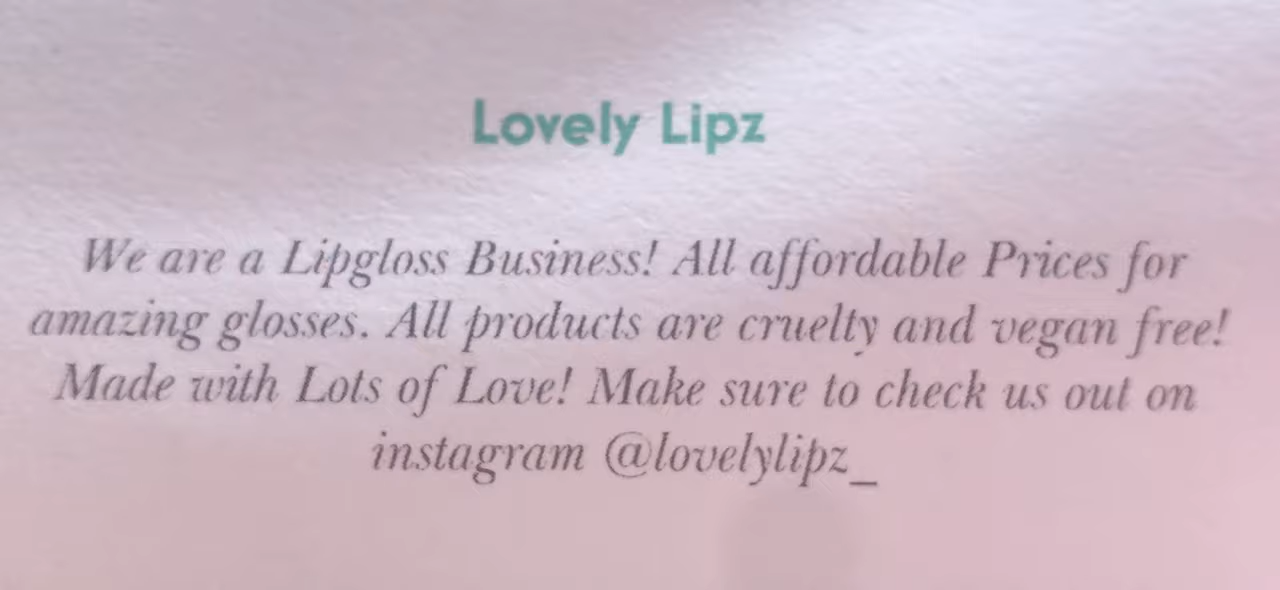 Lovely Lipz
We are a Lipgloss Business! All affordable Prices for
amazing glosses. All products are cruelty and vegan free!
Made with Lots of Love! Make sure to check us out on
instagram @lovelylipz_